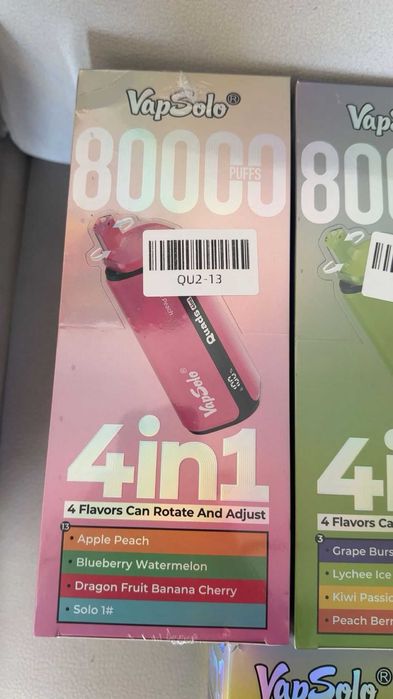 VapSolo®
80000
PUFFS
QU2-13
Peach
Quada
VapSolo®
4in1
4 Flavors Can Rotate And Adjust
13
• Apple Peach
• Blueberry Watermelon
• Dragon Fruit Banana Cherry
• Solo 1#
Vap
80
4i
4 Flavors Ca
3
• Grape Burs
• Lychee Ice
• Kiwi Passio
• Peach Berr
VapSolo®